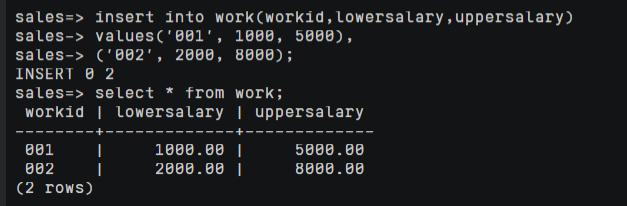 sales=> insert into work(workid,lowersalary,uppersalary)
sales-> values('001', 1000, 5000),
sales-> ('002', 2000, 8000);
INSERT 0 2
sales=> select * from work;
 workid | lowersalary | uppersalary
--------+-------------+-------------
 001    |     1000.00 |     5000.00
 002    |     2000.00 |     8000.00
(2 rows)